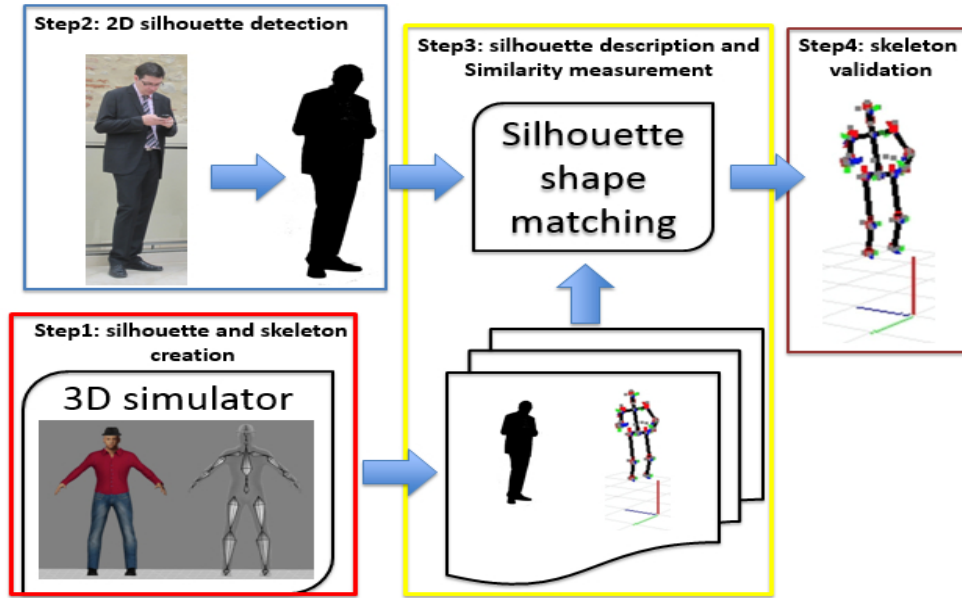 Step2: 2D silhouette detection
Step3: silhouette description and
Similarity measurement
Silhouette
shape
matching
Step4: skeleton
validation
Step1: silhouette and skeleton
creation
3D simulator